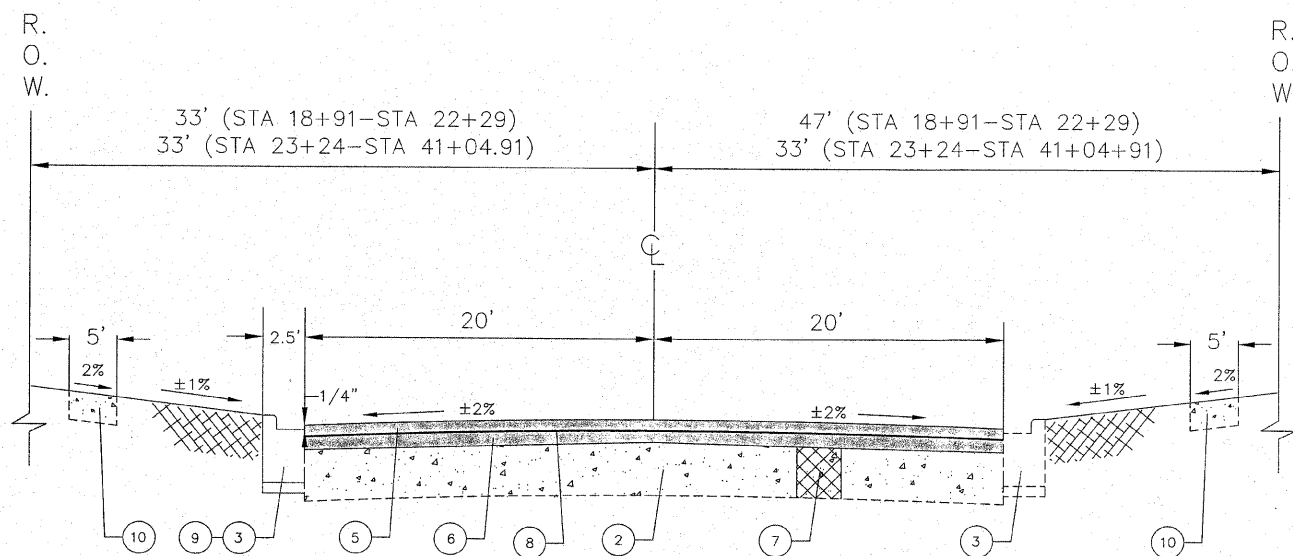 R.
O.
W.
R.
O.
W
33' (STA 18+91-STA 22+29)
33' (STA 23+24-STA 41+04.91)
47' (STA 18+91-STA 22+29)
33' (STA 23+24-STA 41+04+91)
℄
5'
2.5'
20'
20'
5'
2%
±1%
1/4"
±2%
±2%
±1%
2%
10
9
3
5
6
8
2
7
3
10